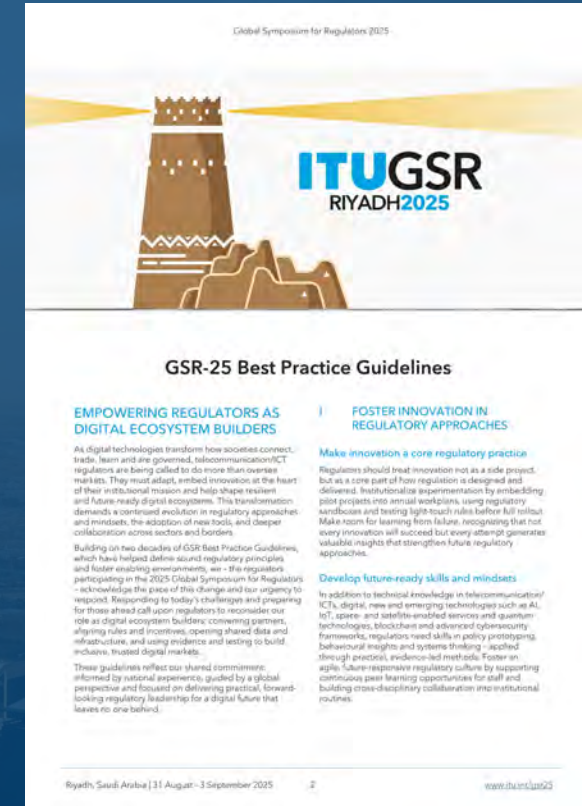 Global Symposium for Regulators 2025
ITUGSR
RIYADH2025
GSR-25 Best Practice Guidelines
EMPOWERING REGULATORS AS
DIGITAL ECOSYSTEM BUILDERS
As digital technologies transform how societies connect,
trade, learn and are governed, telecommunication/ICT
regulators are being called to do more than oversee
markets. They must adapt, embed innovation at the heart
of their institutional mission and help shape resilient
and future-ready digital ecosystems. This transformation
demands a continued evolution in regulatory approaches
and mindsets, the adoption of new tools, and deeper
collaboration across sectors and borders.
Building on two decades of GSR Best Practice Guidelines,
which have helped define sound regulatory principles
and foster enabling environments, we – the regulators
participating in the 2025 Global Symposium for Regulators
– acknowledge the pace of this change and our urgency to
respond. Responding to today's challenges and preparing
for those ahead call upon regulators to reconsider our
role as digital ecosystem builders: convening partners,
aligning rules and incentives, opening shared data and
infrastructure, and using evidence and testing to build
inclusive, trusted digital markets.
These guidelines reflect our shared commitment:
informed by national experience, guided by a global
perspective and focused on delivering practical, forward-
looking regulatory leadership for a digital future that
leaves no one behind.
I FOSTER INNOVATION IN
REGULATORY APPROACHES
Make innovation a core regulatory practice
Regulators should treat innovation not as a side project,
but as a core part of how regulation is designed and
delivered. Institutionalize experimentation by embedding
pilot projects into annual workplans, using regulatory
sandboxes and testing light-touch rules before full rollout.
Make room for learning from failure, recognizing that not
every innovation will succeed but every attempt generates
valuable insights that strengthen future regulatory
approaches.
Develop future-ready skills and mindsets
In addition to technical knowledge in telecommunication/
ICTs, digital, new and emerging technologies such as AI,
IoT, space- and satellite-enabled services and quantum
technologies, blockchain and advanced cybersecurity
frameworks, regulators need skills in policy prototyping,
behavioural insights and systems thinking – applied
through practical, evidence-led methods. Foster an
agile, future-responsive regulatory culture by supporting
continuous peer learning opportunities for staff and
building cross-disciplinary collaboration into institutional
routines.
Riyadh, Saudi Arabia | 31 August - 3 September 2025 2 www.itu.int/gsr25